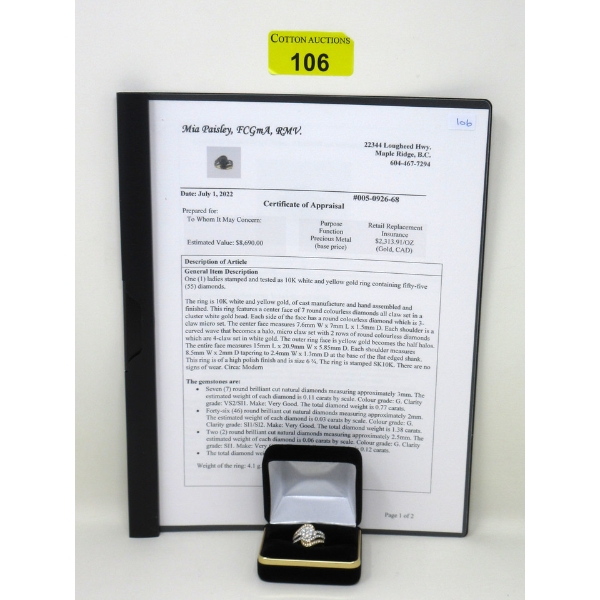 COTTON AUCTIONS
106
106
Mia Paisley, FCGmA, RMV.
22344 Lougheed Hwy.
Maple Ridge, B.C.
604-467-7294
Date: July 1, 2022
#005-0926-68
Certificate of Appraisal
Prepared for:
To Whom It May Concern:
Purpose
Retail Replacement
Function
Insurance
Estimated Value: $8,690.00
Precious Metal
$2,313.91/OZ
(base price)
(Gold, CAD)
Description of Article
General Item Description
One (1) ladies stamped and tested as 10K white and yellow gold ring containing fifty-five
(55) diamonds.
The ring is 10K white and yellow gold, of cast manufacture and hand assembled and
finished. This ring features a center face of 7 round colourless diamonds all claw set in a
cluster white gold head. Each side of the face has a round colourless diamond which is 3-
claw micro set. The center face measures 7.6mm W x 7mm L x 1.5mm D. Each shoulder is a
curved wave that becomes a halo, micro claw set with 2 rows of round colourless diamonds
which are 4-claw set in white gold. The outer ring face is yellow gold becomes the half halo.
The entire face measures 15mm L x 20.9mm W x 5.85mm D. Each shoulder measures
8.5mm W x 2mm D tapering to 2.4mm W x 1.3mm D at the base of the flat edged shank.
This ring is of a high polish finish and is size 6 ¾. The ring is stamped SK10K. There are no
signs of wear. Circa: Modern
The gemstones are:
• Seven (7) round brilliant cut natural diamonds measuring approximately 3mm. The
estimated weight of each diamond is 0.11 carats by scale. Colour grade: G. Clarity
grade: VS2/SI1. Make: Very Good. The total diamond weight is 0.77 carats.
• Forty-six (46) round brilliant cut natural diamonds measuring approximately 2mm.
The estimated weight of each diamond is 0.03 carats by scale. Colour grade: G.
Clarity grade: SI1/SI2. Make: Very Good. The total diamond weight is 1.38 carats.
• Two (2) round brilliant cut natural diamonds measuring approximately 2.5mm. The
estimated weight of each diamond is 0.06 carats by scale. Colour grade: G. Clarity
grade: SI1. Make: Very 0.12 carats.
• The total diamond wei
Weight of the ring: 4.1 g
Page 1 of 2